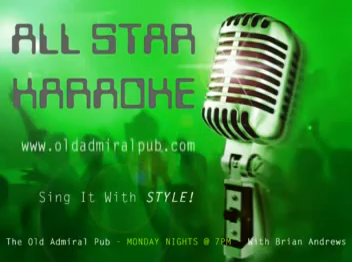 ALL STAR
KARAOKE
www.oldadmiralpub.com
Sing It With STYLE!
The Old Admiral Pub - MONDAY NIGHTS @ 7PM - With Brian Andrews